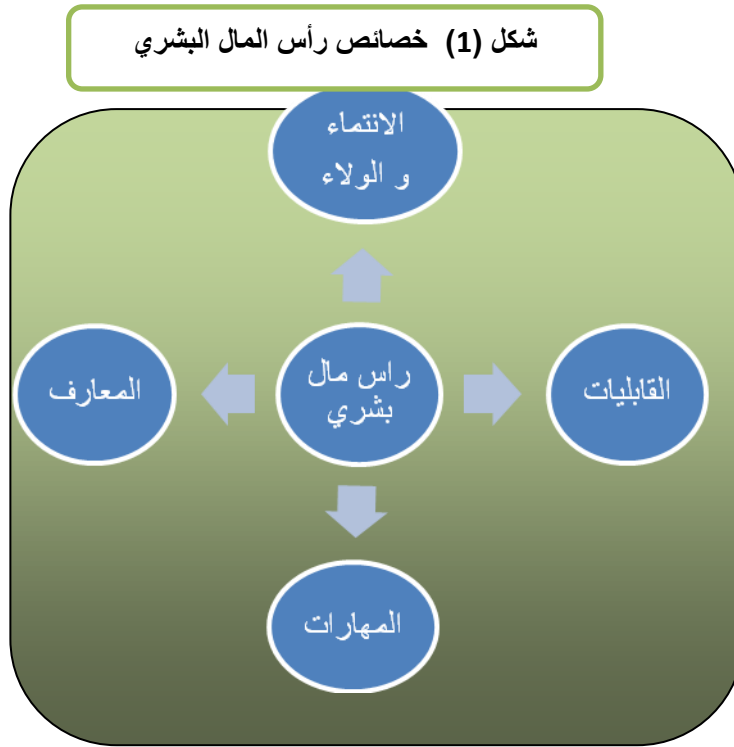 شكل (1) خصائص رأس المال البشري
الانتماء
و الولاء
المعارف
راس مال
بشري
القابليات
المهارات